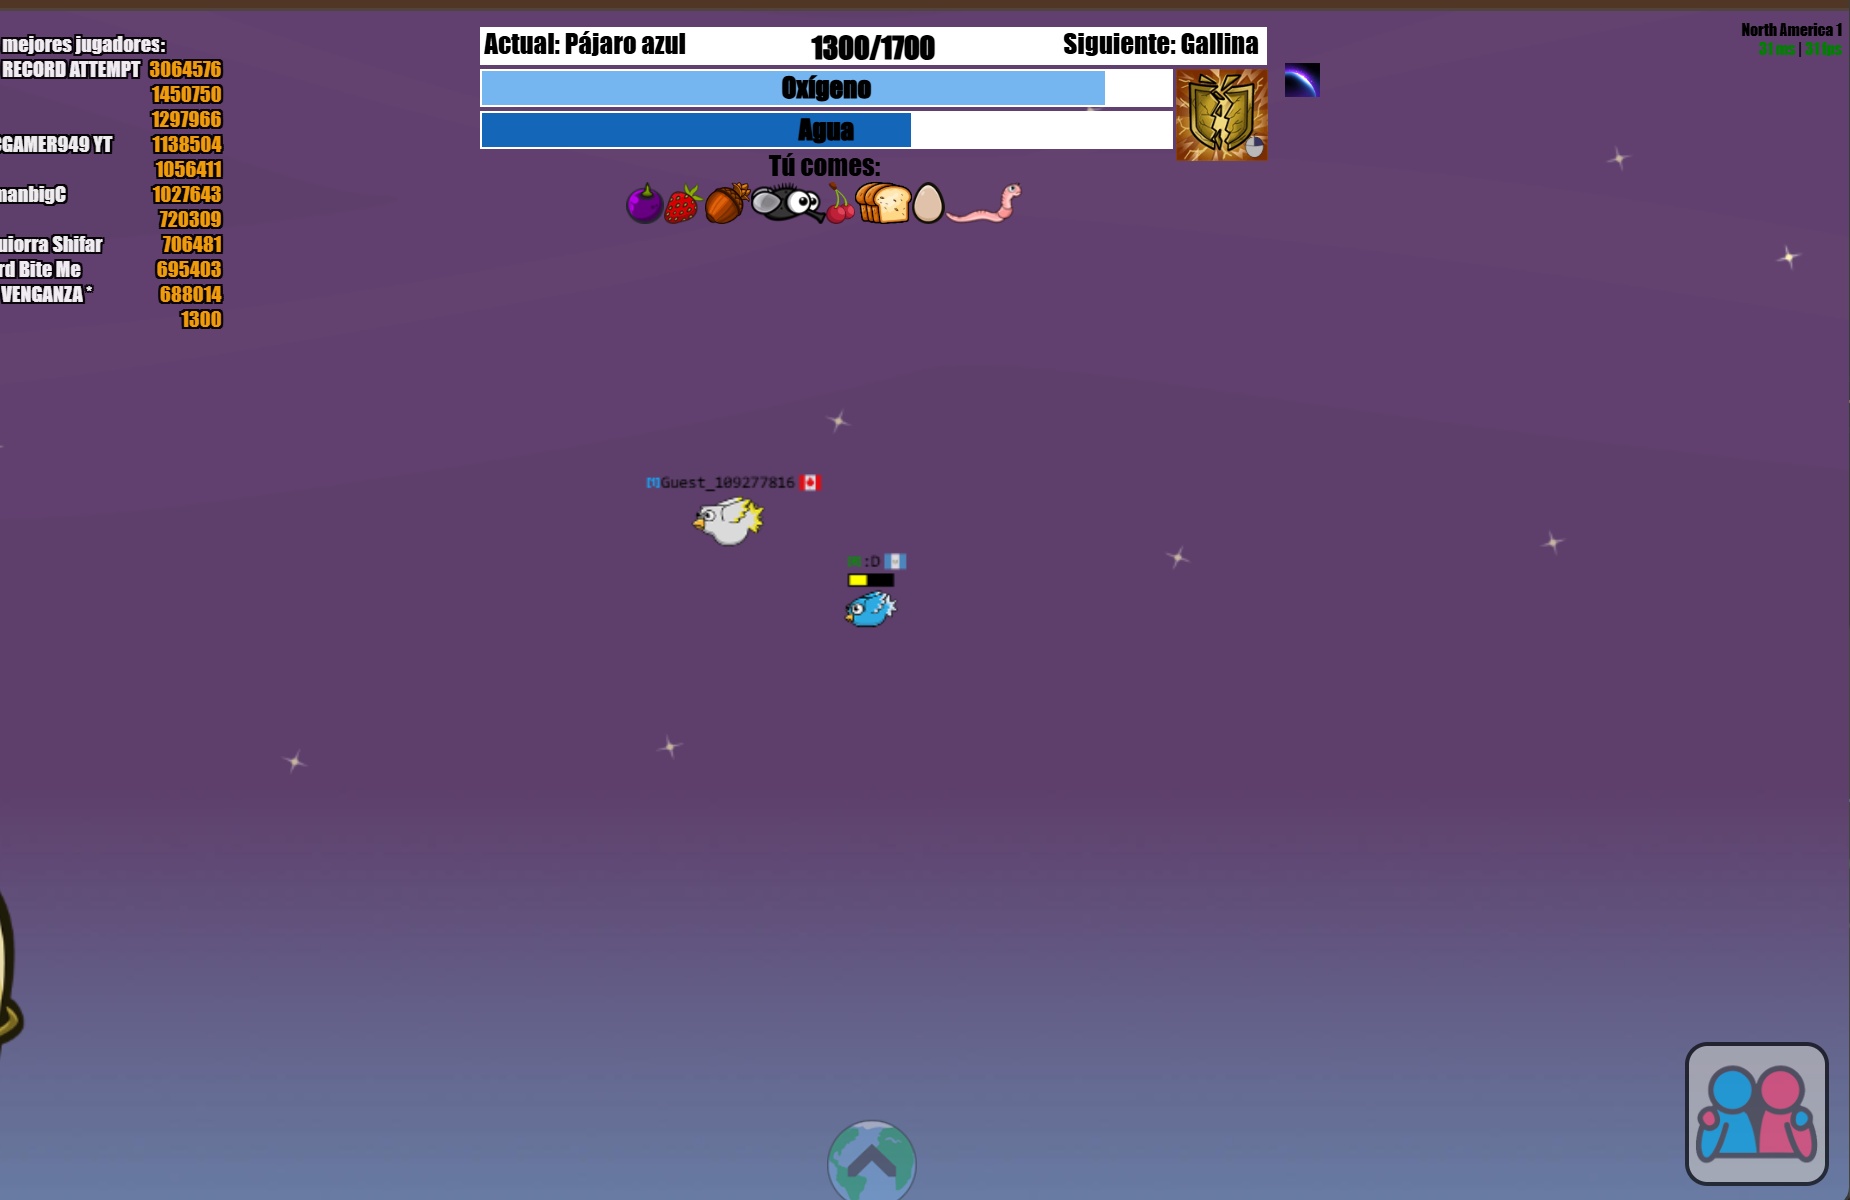 mejores jugadores:
RECORD ATTEMPT 3064576
1450750
1297966
GAMER949 YT 1138504
1056411
manbigC 1027643
720309
uiorra Shifar 706481
rd Bite Me 695403
VENGANZA * 688014
1300
Actual: Pájaro azul 1300/1700 Siguiente: Gallina
Oxígeno
Agua
Tú comes:
North America 1
[1]Guest_109277816
:D